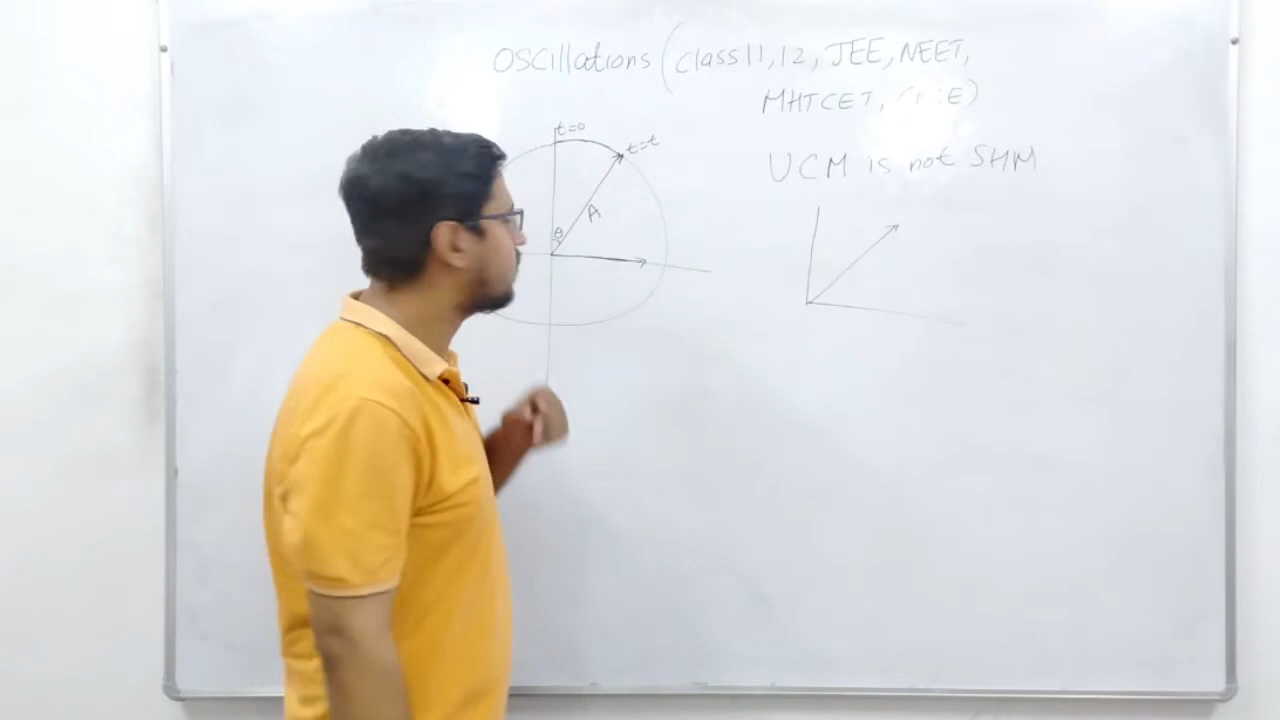 OSCillations (class 11, 12, JEE, NEET,
MHTCET,
t=0
t=t
UCM is not SHM
A
θ